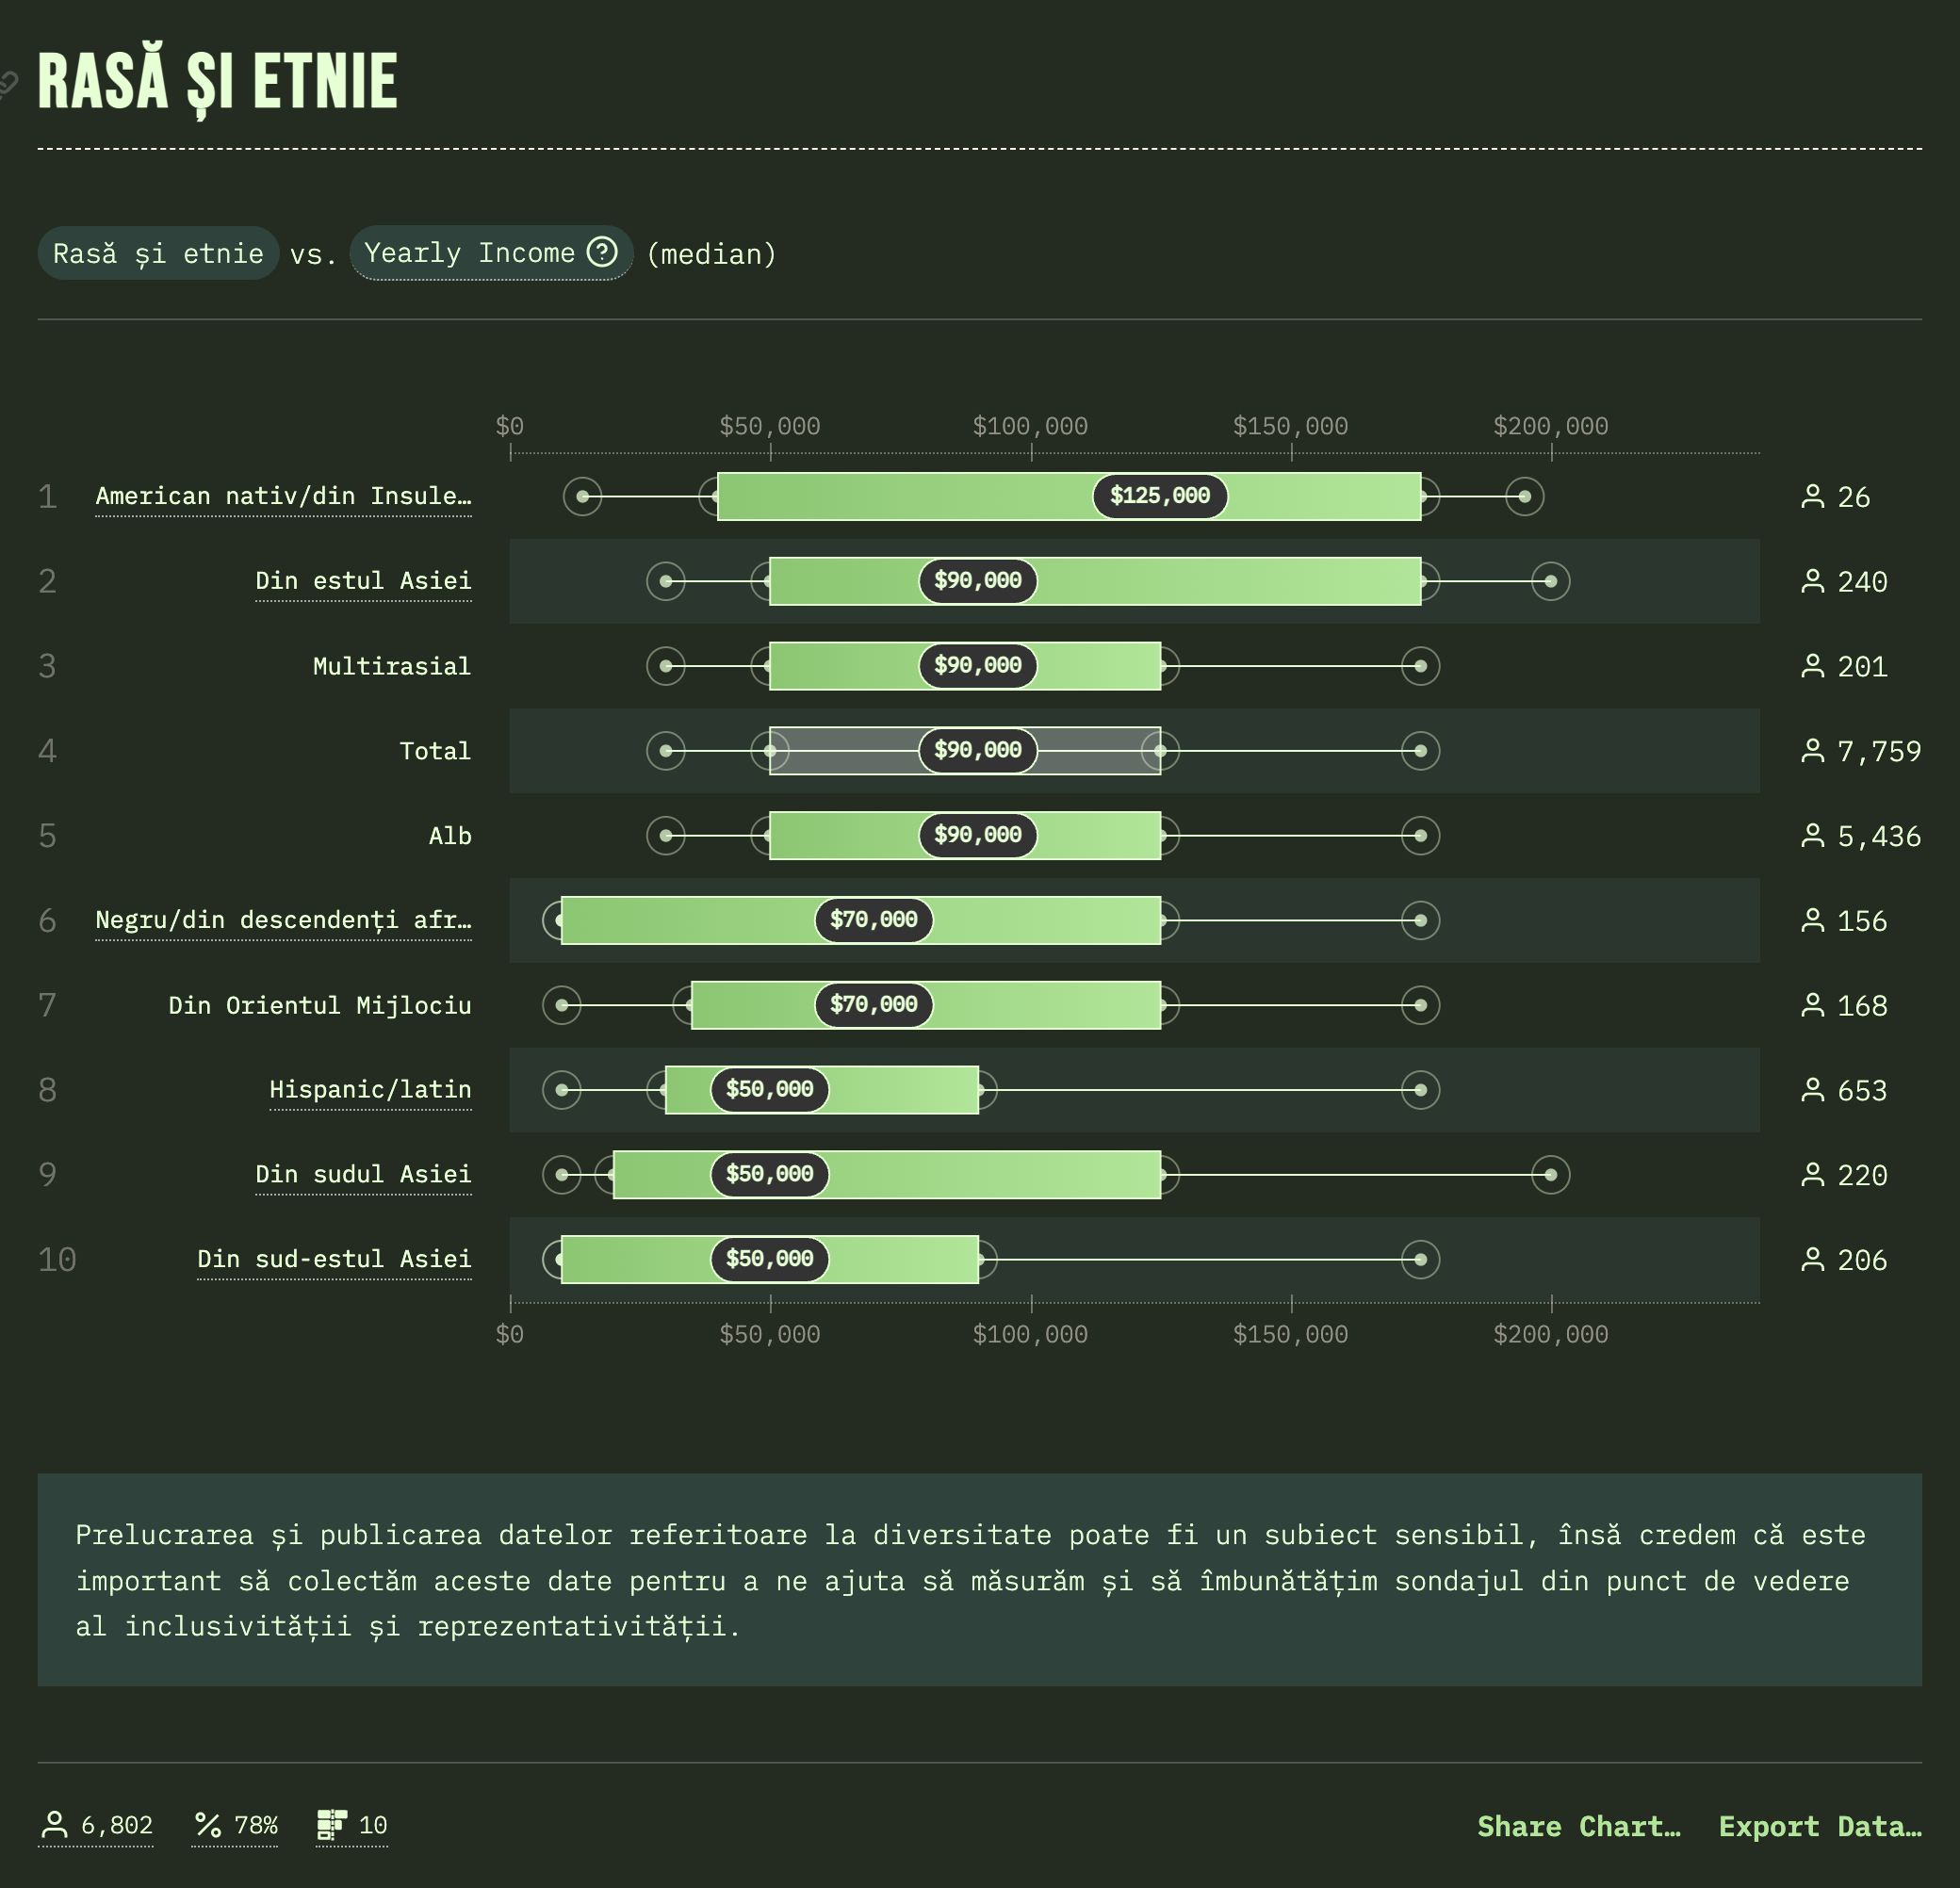 RASĂ ȘI ETNIE
Rasă și etnie vs. Yearly Income ? (median)
$0 $50,000 $100,000 $150,000 $200,000
1 American nativ/din Insule… $125,000 26
2 Din estul Asiei $90,000 240
3 Multirasial $90,000 201
4 Total $90,000 7,759
5 Alb $90,000 5,436
6 Negru/din descendenți afr… $70,000 156
7 Din Orientul Mijlociu $70,000 168
8 Hispanic/latin $50,000 653
9 Din sudul Asiei $50,000 220
10 Din sud-estul Asiei $50,000 206
$0 $50,000 $100,000 $150,000 $200,000
Prelucrarea și publicarea datelor referitoare la diversitate poate fi un subiect sensibil, însă credem că este
important să colectăm aceste date pentru a ne ajuta să măsurăm și să îmbunătățim sondajul din punct de vedere
al inclusivității și reprezentativității.
6,802 78% 10 Share Chart… Export Data…